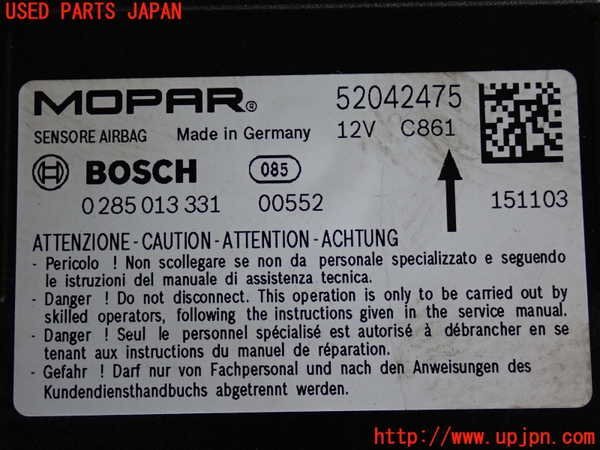 USED PARTS JAPAN
MOPAR® 52042475
SENSORE AIRBAG Made in Germany 12V C861
BOSCH 085
0 285 013 331 00552 151103
ATTENZIONE - CAUTION - ATTENTION - ACHTUNG
- Pericolo ! Non scollegare se non da personale specializzato e seguendo
le istruzioni del manuale di assistenza tecnica.
- Danger ! Do not disconnect. This operation is only to be carried out by
skilled operators, following the instructions given in the service manual.
- Danger ! Seul le personnel spécialisé est autorisé à débrancher en se
tenant aux instructions du manuel de réparation.
- Gefahr ! Darf nur von Fachpersonal und nach den Anweisungen des
Kundendiensthandbuchs abgetrennt werden.
http://www.upjpn.com/